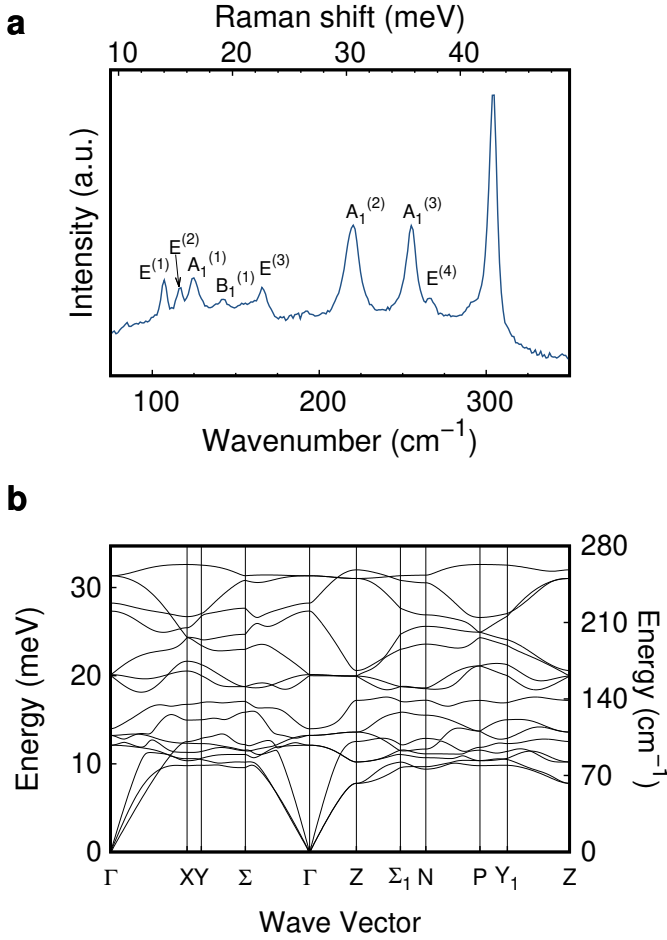 a
Raman shift (meV)
10 20 30 40
Intensity (a.u.)
E(1)
E(2)
A1(1)
B1(1)
E(3)
A1(2)
A1(3)
E(4)
100 200 300
Wavenumber (cm−1)
b
Energy (meV)
30
20
10
0
280
210
140
70
0
Energy (cm−1)
Γ X Y Σ Γ Z Σ1 N P Y1 Z
Wave Vector